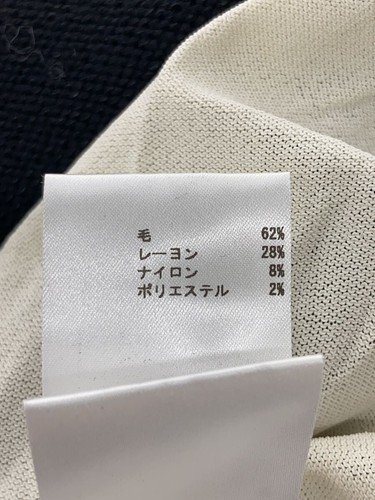 毛 62%
レーヨン 28%
ナイロン 8%
ポリエステル 2%